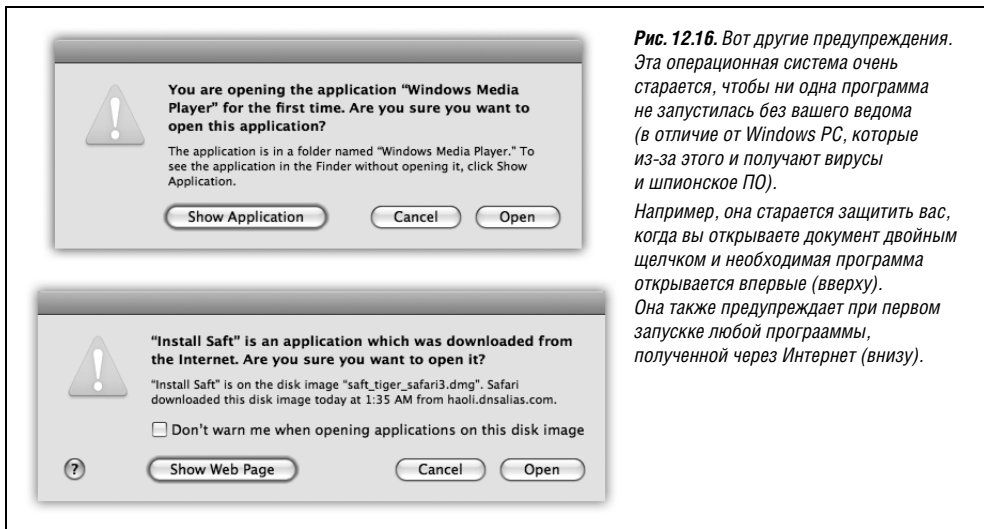 You are opening the application “Windows Media
Player” for the first time. Are you sure you want to
open this application?
The application is in a folder named “Windows Media Player.” To
see the application in the Finder without opening it, click Show
Application.
Show Application
Cancel
Open
“Install Saft” is an application which was downloaded from
the Internet. Are you sure you want to open it?
“Install Saft” is on the disk image “saft_tiger_safari3.dmg”. Safari
downloaded this disk image today at 1:35 AM from haoli.dnsalias.com.
Don’t warn me when opening applications on this disk image
?
Show Web Page
Cancel
Open
Рис. 12.16. Вот другие предупреждения.
Эта операционная система очень
старается, чтобы ни одна программа
не запустилась без вашего ведома
(в отличие от Windows PC, которые
из-за этого и получают вирусы
и шпионское ПО).
Например, она старается защитить вас,
когда вы открываете документ двойным
щелчком и необходимая программа
открывается впервые (вверху).
Она также предупреждает при первом
запускке любой програаммы,
полученной через Интернет (внизу).